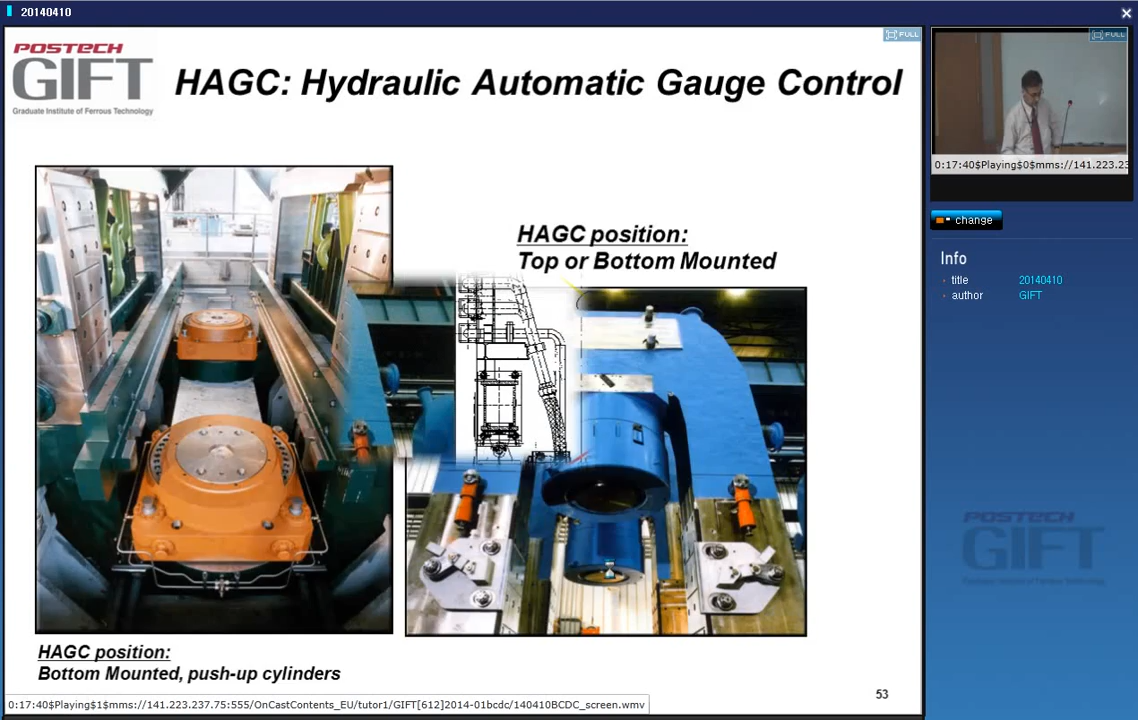 20140410
POSTECH
GIFT
Graduate Institute of Ferrous Technology
HAGC: Hydraulic Automatic Gauge Control
FULL
HAGC position:
Top or Bottom Mounted
HAGC position:
Bottom Mounted, push-up cylinders
53
0:17:40$Playing$1$mms://141.223.237.75:555/OnCastContents_EU/tutor1/GIFT[612]2014-01bcdc/140410BCDC_screen.wmv
FULL
0:17:40$Playing$0$mms://141.223.23
change
Info
title 20140410
author GIFT
POSTECH
GIFT